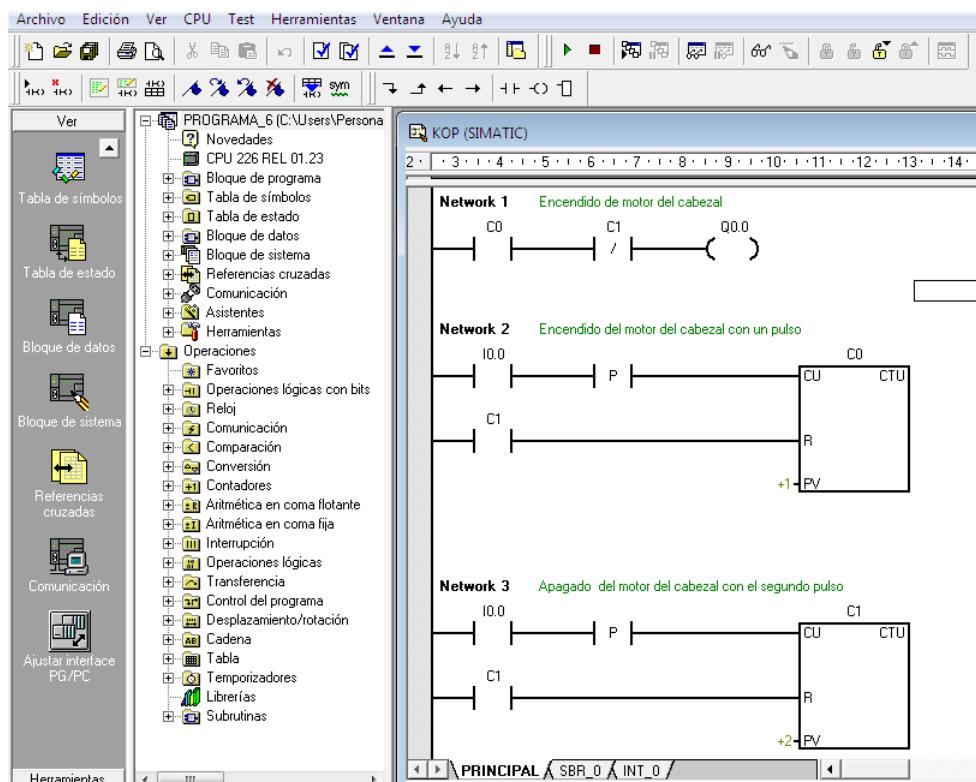 Archivo Edición Ver CPU Test Herramientas Ventana Ayuda
sym
Ver
Tabla de símbolos
Tabla de estado
Bloque de datos
Bloque de sistema
Referencias
cruzadas
Comunicación
Ajustar interface
PG/PC
Herramientas
PROGRAMA_6 (C:\Users\Persona
Novedades
CPU 226 REL 01.23
Bloque de programa
Tabla de símbolos
Tabla de estado
Bloque de datos
Bloque de sistema
Referencias cruzadas
Comunicación
Asistentes
Herramientas
Operaciones
Favoritos
Operaciones lógicas con bits
Reloj
Comunicación
Comparación
Conversión
Contadores
Aritmética en coma flotante
Aritmética en coma fija
Interrupción
Operaciones lógicas
Transferencia
Control del programa
Desplazamiento/rotación
Cadena
Tabla
Temporizadores
Librerías
Subrutinas
KOP (SIMATIC)
2 · 3 · 4 · 5 · 6 · 7 · 8 · 9 · 10 · 11 · 12 · 13 · 14 ·
Network 1 Encendido de motor del cabezal
C0 C1 Q0.0
/
Network 2 Encendido del motor del cabezal con un pulso
I0.0 C0
P CU CTU
C1
R
+1 PV
Network 3 Apagado del motor del cabezal con el segundo pulso
I0.0 C1
P CU CTU
C1
R
+2 PV
PRINCIPAL SBR_0 INT_0